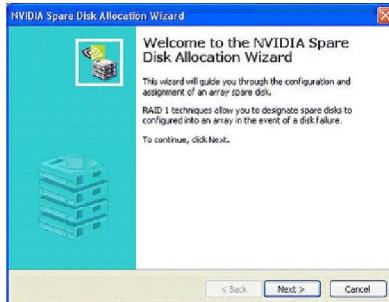 NVIDIA Spare Disk Allocation Wizard
Welcome to the NVIDIA Spare
Disk Allocation Wizard
This wizard will guide you through the configuration and
assignment of an array spare disk.
RAID 1 techniques allow you to designate spare disks to
configured into an array in the event of a disk failure.
To continue, click Next.
< Back Next > Cancel